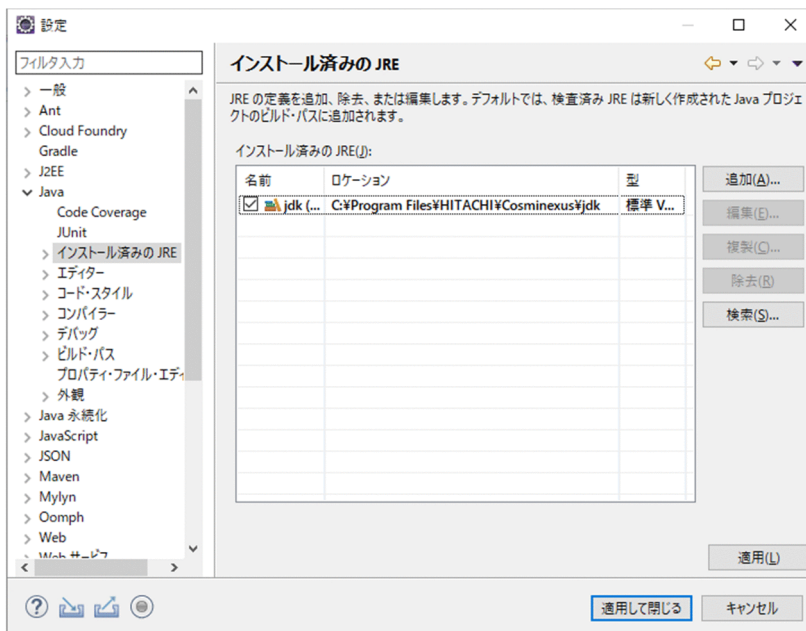 設定
フィルタ入力
一般
Ant
Cloud Foundry
Gradle
J2EE
Java
Code Coverage
JUnit
インストール済みの JRE
エディター
コード・スタイル
コンパイラー
デバッグ
ビルド・パス
プロパティ・ファイル・エディ
外観
Java 永続化
JavaScript
JSON
Maven
Mylyn
Oomph
Web
Web サービス
インストール済みの JRE
JRE の定義を追加、除去、または編集します。デフォルトでは、検査済み JRE は新しく作成された Java プロジェ
クトのビルド・パスに追加されます。
インストール済みの JRE(J):
名前 ロケーション 型
jdk (... C:¥Program Files¥HITACHI¥Cosminexus¥jdk 標準 V...
追加(A)...
編集(E)...
複製(C)...
除去(R)
検索(S)...
適用(L)
適用して閉じる キャンセル